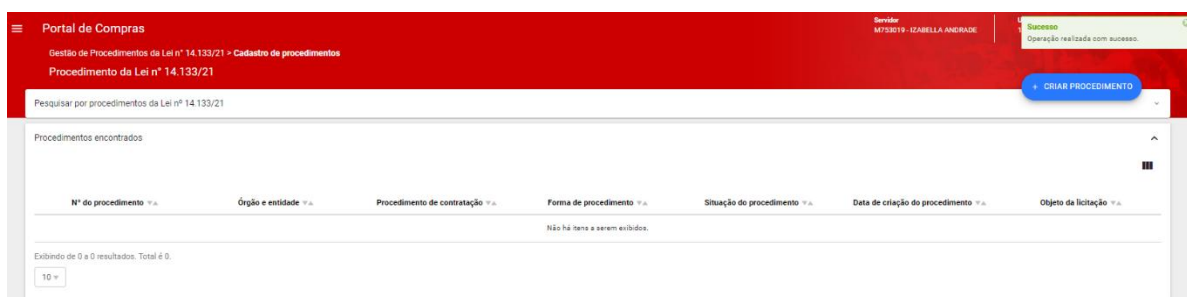 Portal de Compras
Servidor
M753019 - IZABELLA ANDRADE
Sucesso
Operação realizada com sucesso.
Gestão de Procedimentos da Lei n° 14.133/21 > Cadastro de procedimentos
Procedimento da Lei n° 14.133/21
+ CRIAR PROCEDIMENTO
Pesquisar por procedimentos da Lei nº 14.133/21
Procedimentos encontrados
N° do procedimento Órgão e entidade Procedimento de contratação Forma de procedimento Situação do procedimento Data de criação do procedimento Objeto da licitação
Não há itens a serem exibidos.
Exibindo de 0 a 0 resultados. Total é 0.
10